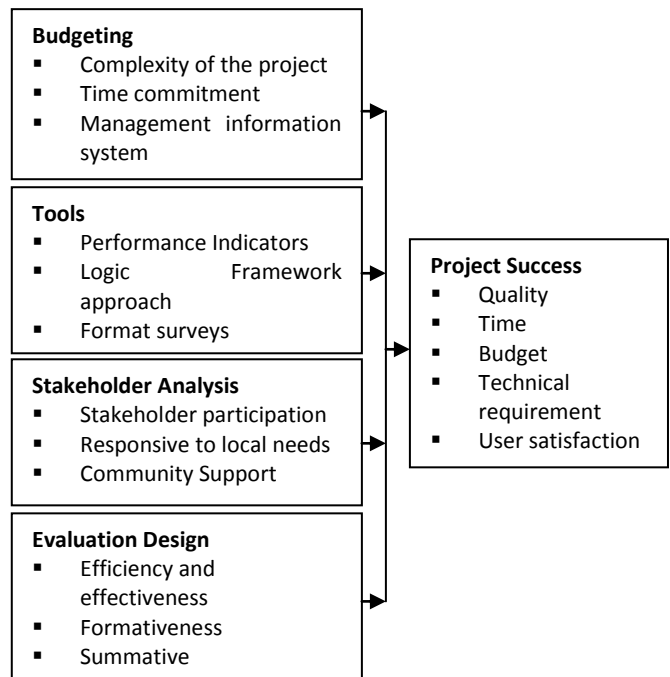 Budgeting
▪ Complexity of the project
▪ Time commitment
▪ Management information
system
Tools
▪ Performance Indicators
▪ Logic Framework
approach
▪ Format surveys
Stakeholder Analysis
▪ Stakeholder participation
▪ Responsive to local needs
▪ Community Support
Evaluation Design
▪ Efficiency and
effectiveness
▪ Formativeness
▪ Summative
Project Success
▪ Quality
▪ Time
▪ Budget
▪ Technical
requirement
▪ User satisfaction